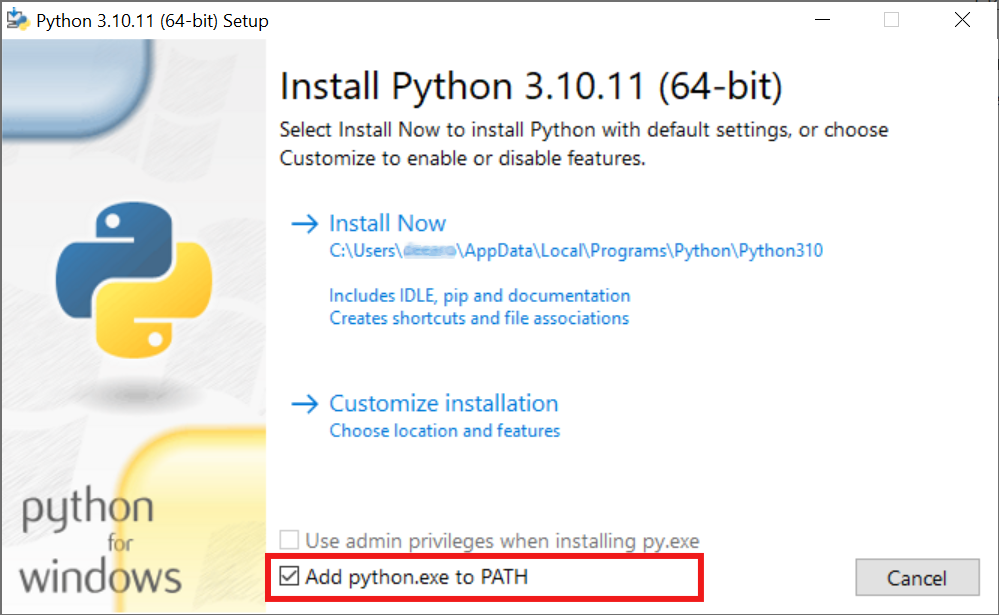 Python 3.10.11 (64-bit) Setup
Install Python 3.10.11 (64-bit)
Select Install Now to install Python with default settings, or choose
Customize to enable or disable features.
Install Now
C:\Users\ \AppData\Local\Programs\Python\Python310
Includes IDLE, pip and documentation
Creates shortcuts and file associations
Customize installation
Choose location and features
python
for
windows
Use admin privileges when installing py.exe
Add python.exe to PATH
Cancel